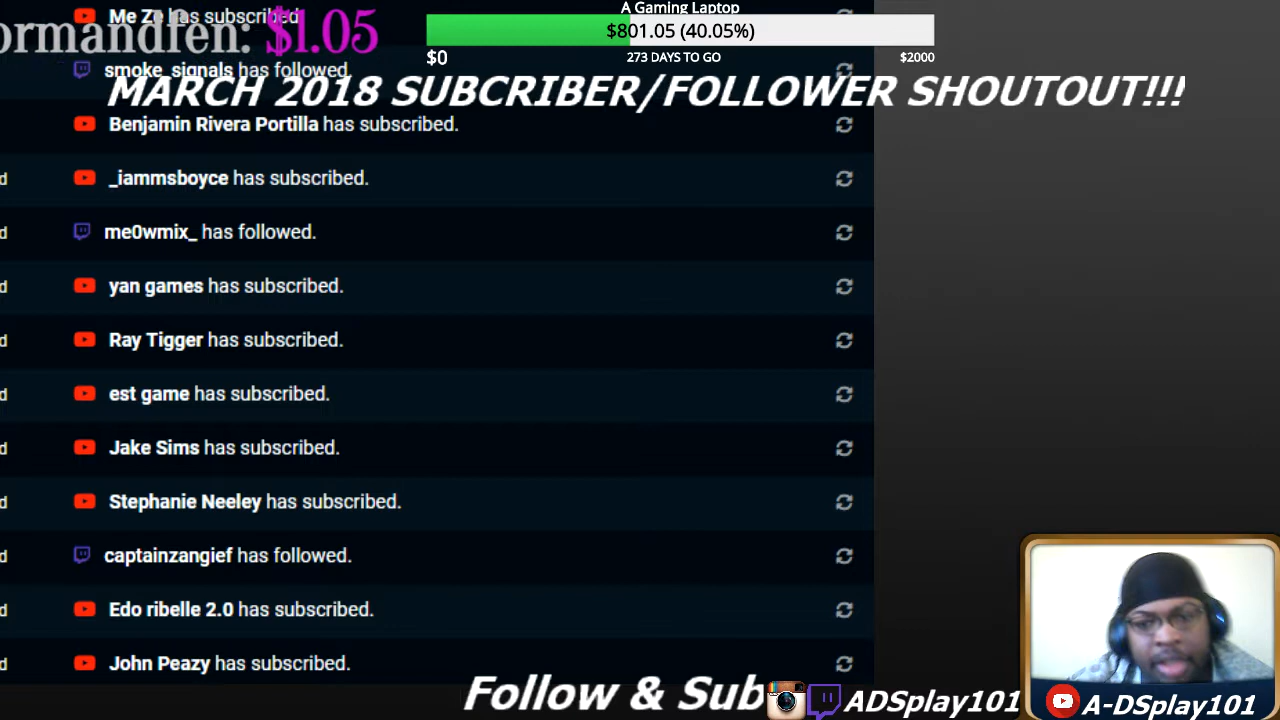 Me Ze has subscribed
ormandfen: $1.05
A Gaming Laptop
$801.05 (40.05%)
$0
273 DAYS TO GO
$2000
smoke_signals has followed.
MARCH 2018 SUBCRIBER/FOLLOWER SHOUTOUT!!!
Benjamin Rivera Portilla has subscribed.
d _iammsboyce has subscribed.
d me0wmix_ has followed.
d yan games has subscribed.
d Ray Tigger has subscribed.
d est game has subscribed.
d Jake Sims has subscribed.
d Stephanie Neeley has subscribed.
d captainzangief has followed.
d Edo ribelle 2.0 has subscribed.
d John Peazy has subscribed.
Follow & Sub
ADSplay101
A-DSplay101